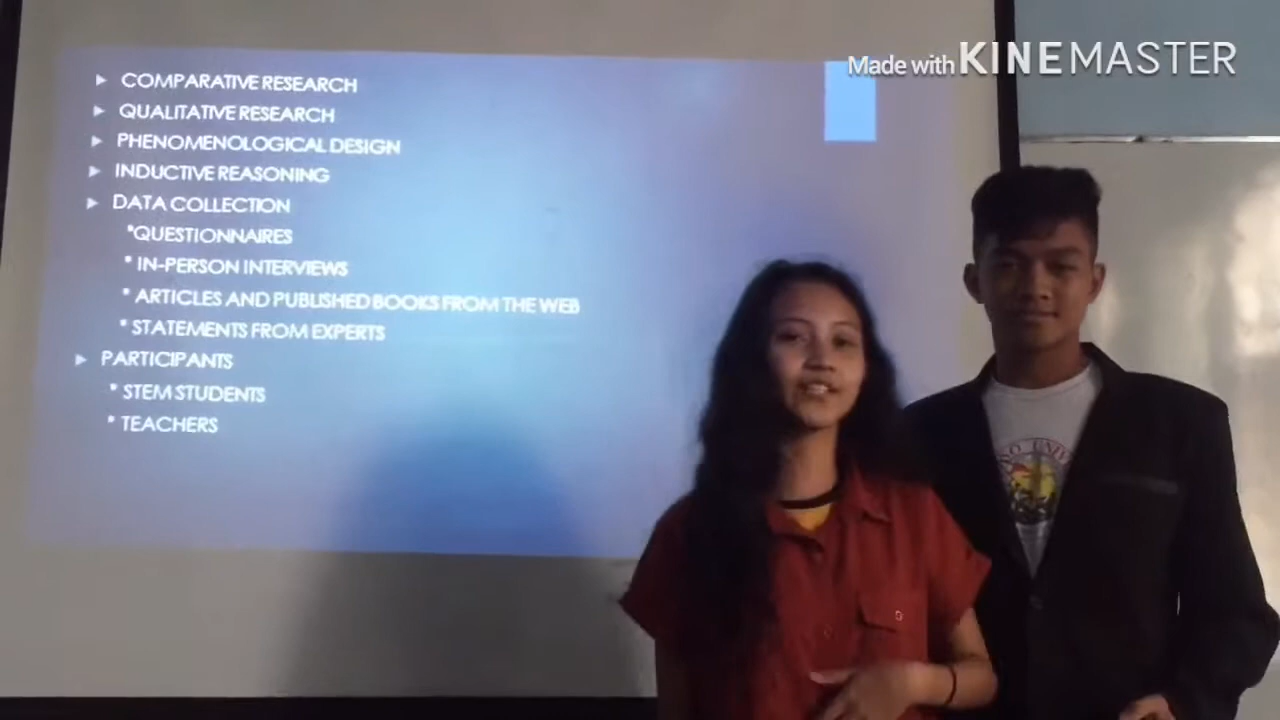 Made with KINEMASTER
▶ COMPARATIVE RESEARCH
▶ QUALITATIVE RESEARCH
▶ PHENOMENOLOGICAL DESIGN
▶ INDUCTIVE REASONING
▶ DATA COLLECTION
*QUESTIONNAIRES
* IN-PERSON INTERVIEWS
* ARTICLES AND PUBLISHED BOOKS FROM THE WEB
* STATEMENTS FROM EXPERTS
▶ PARTICIPANTS
* STEM STUDENTS
* TEACHERS